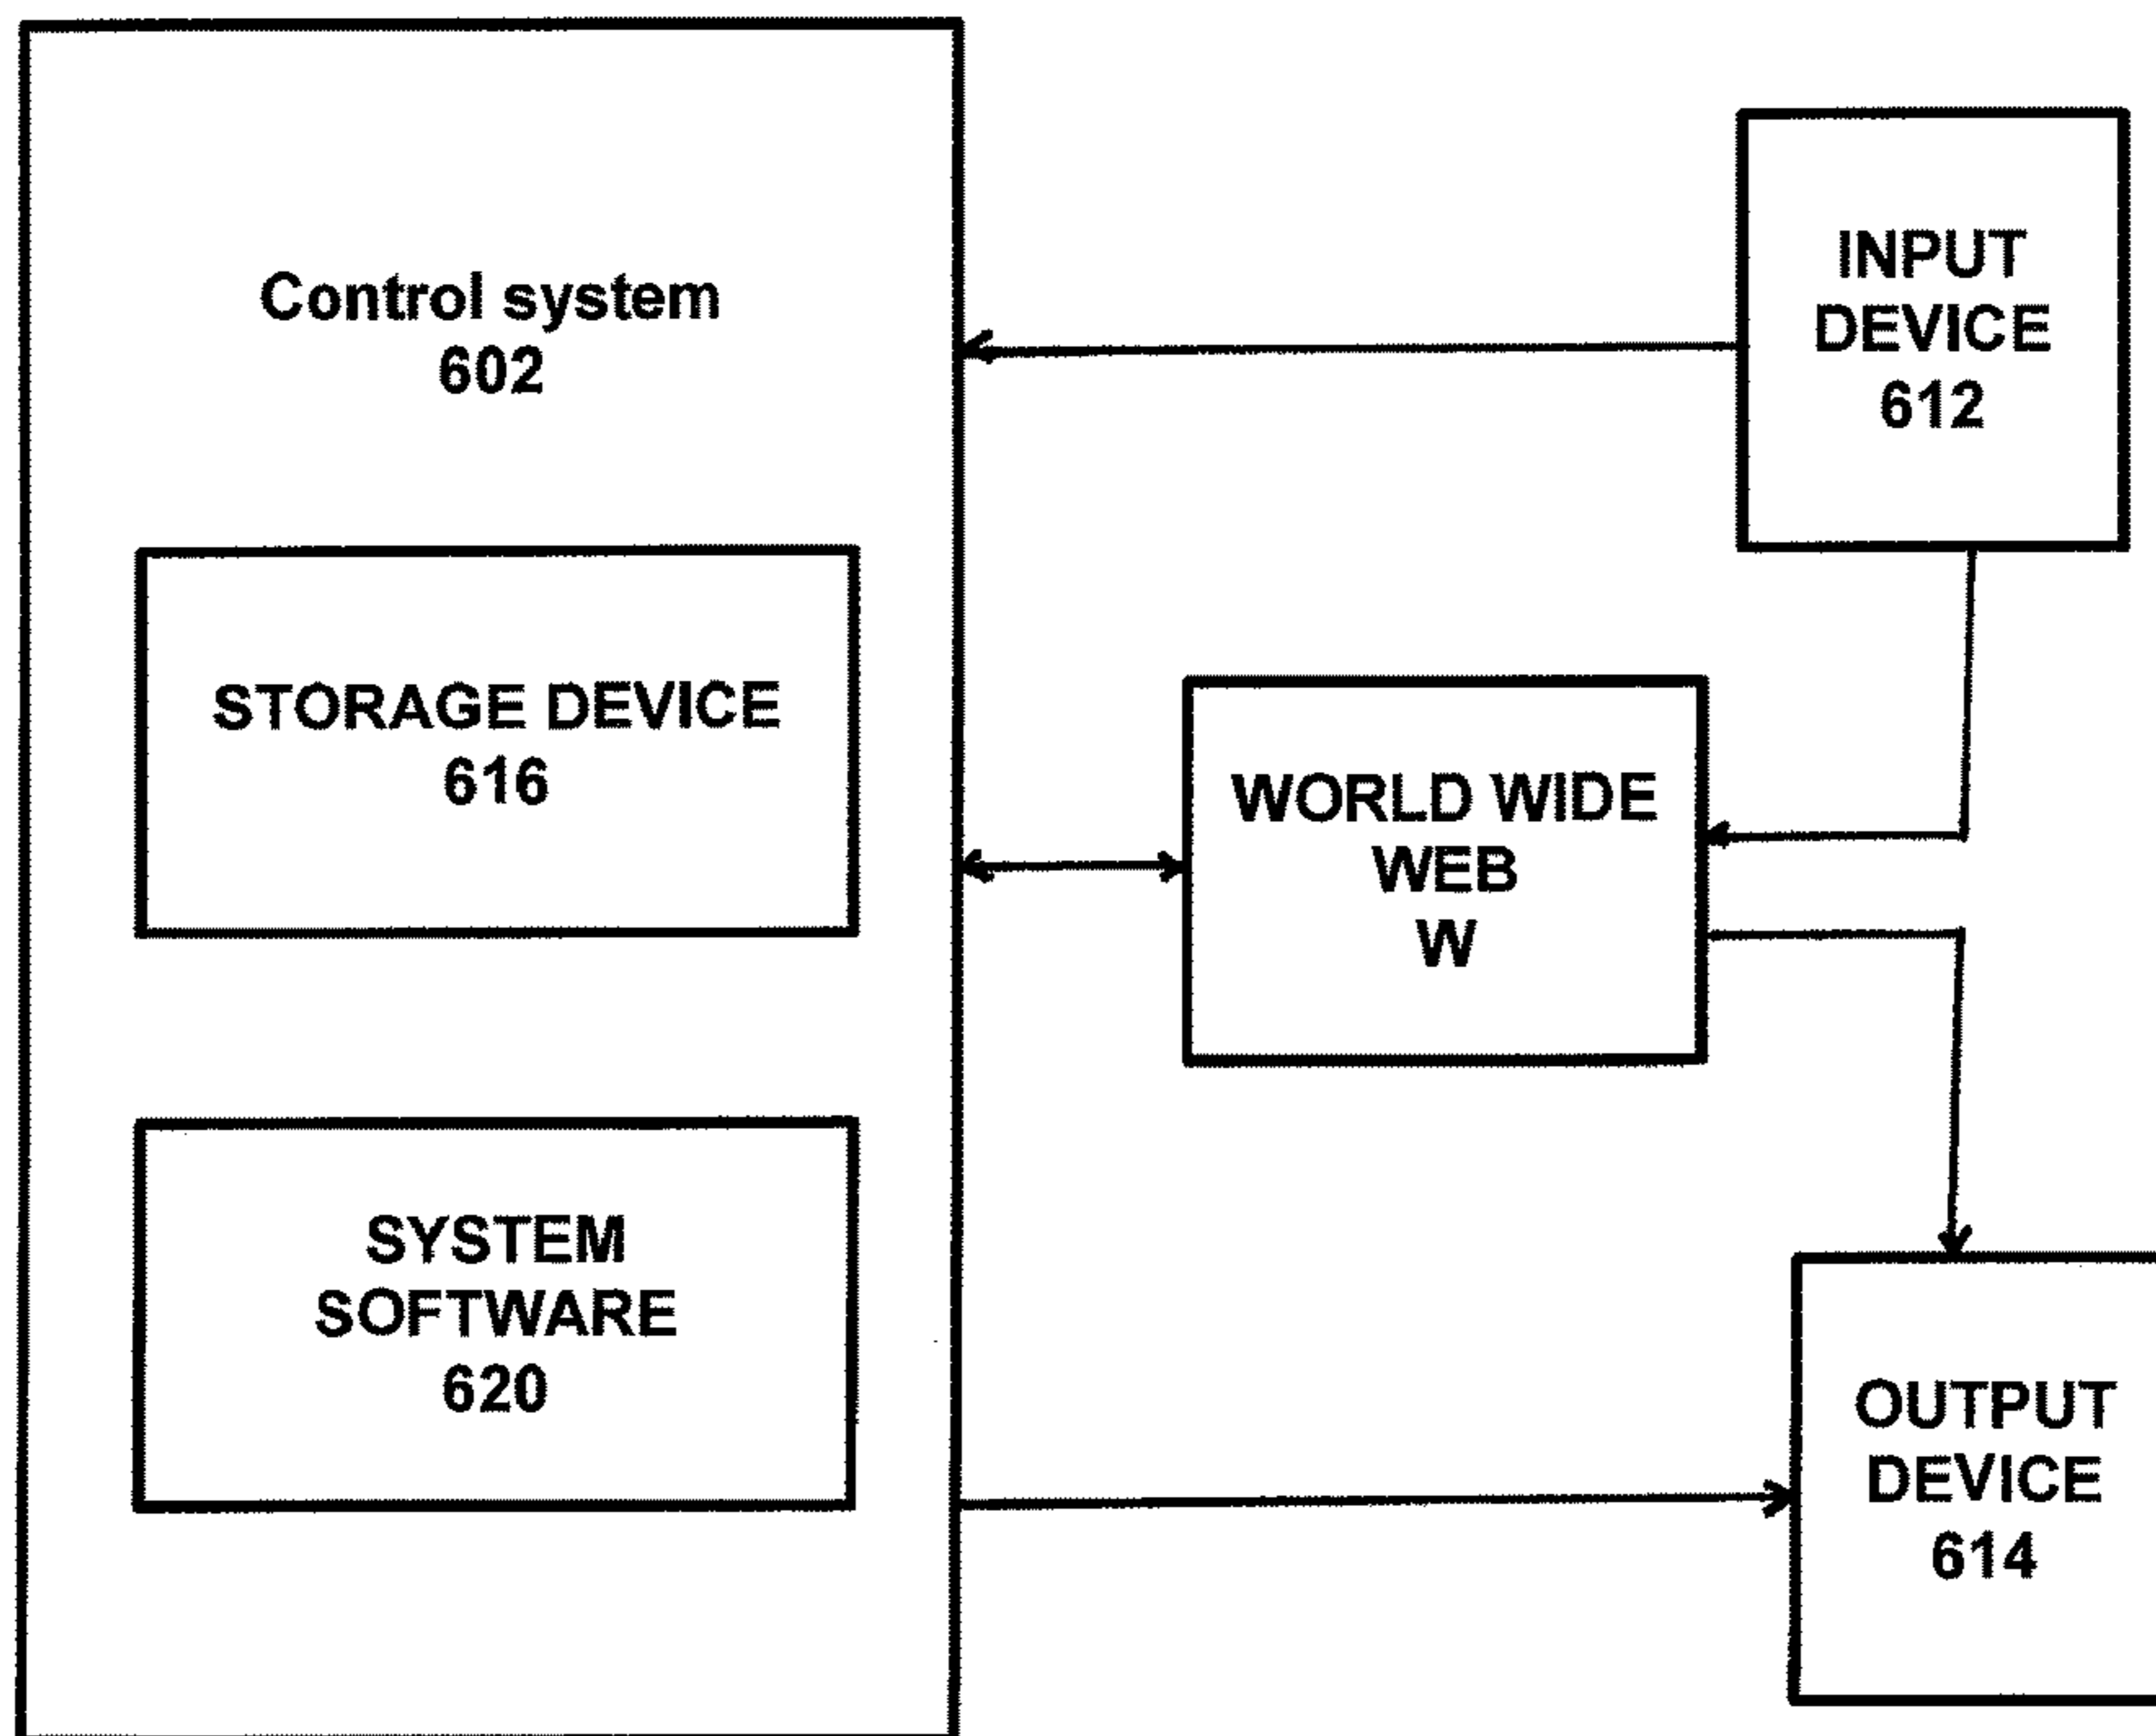 Control system
602
STORAGE DEVICE
616
SYSTEM
SOFTWARE
620
INPUT
DEVICE
612
WORLD WIDE
WEB
W
OUTPUT
DEVICE
614